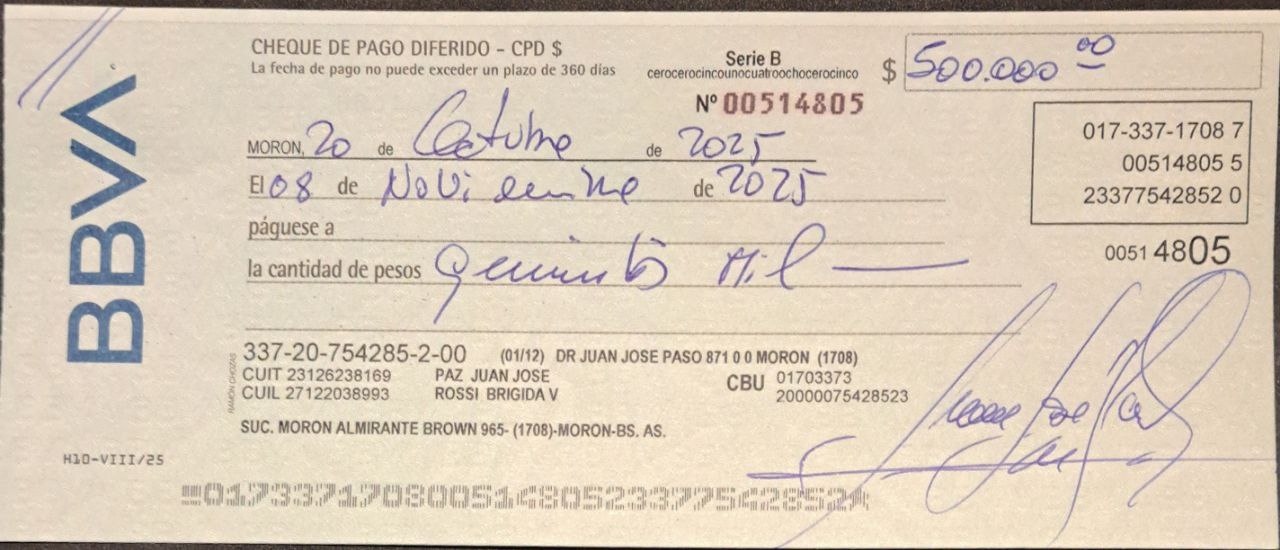 BBVA
CHEQUE DE PAGO DIFERIDO - CPD $
La fecha de pago no puede exceder un plazo de 360 días
Serie B
cerocerocincounocuatroochocerocinco
Nº 00514805
$ 500.000 00
017-337-1708 7
00514805 5
23377542852 0
0051 4805
MORON, 20 de Octubre de 2025
El 08 de Noviembre de 2025
páguese a
la cantidad de pesos Quinientos Mil
337-20-754285-2-00 (01/12) DR JUAN JOSE PASO 871 0 0 MORON (1708)
CUIT 23126238169 PAZ JUAN JOSE
CUIL 27122038993 ROSSI BRIGIDA V
CBU 01703373
20000075428523
SUC. MORON ALMIRANTE BROWN 965- (1708)-MORON-BS. AS.
RAMON CHOZAS
H10-VIII/25